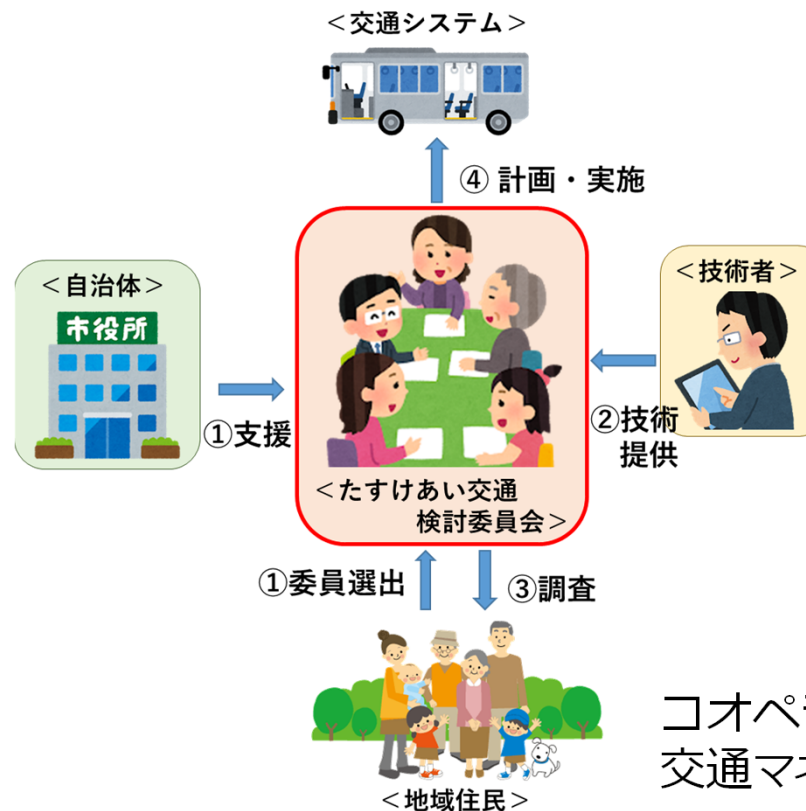 ＜交通システム＞
④ 計画・実施
＜自治体＞
市役所
①支援
＜技術者＞
②技術
提供
＜たすけあい交通
検討委員会＞
①委員選出
③調査
＜地域住民＞
コオペ
交通マネ